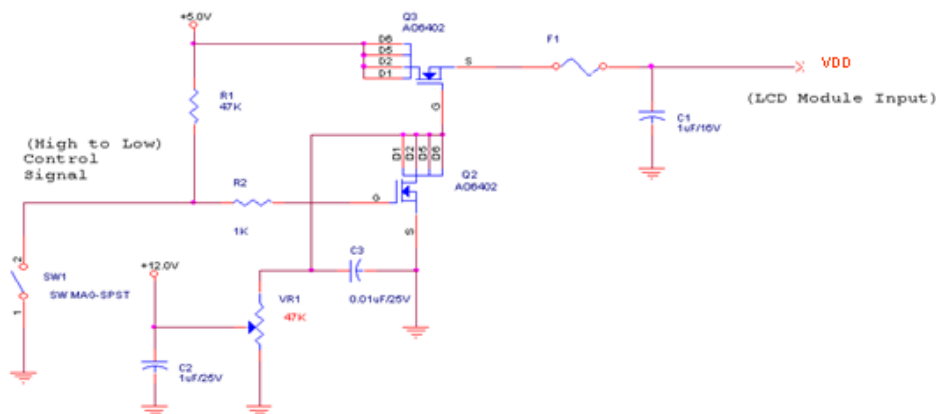 +5.0V
Q3
AO6402
D6
D5
D2
D1
S
G
F1
VDD
(LCD Module Input)
C1
1uF/16V
R1
47K
(High to Low)
Control
Signal
D1
D2
D5
D6
Q2
AO6402
G
S
R2
1K
2
SW1
SW MAG-SPST
1
+12.0V
VR1
47K
C3
0.01uF/25V
C2
1uF/25V